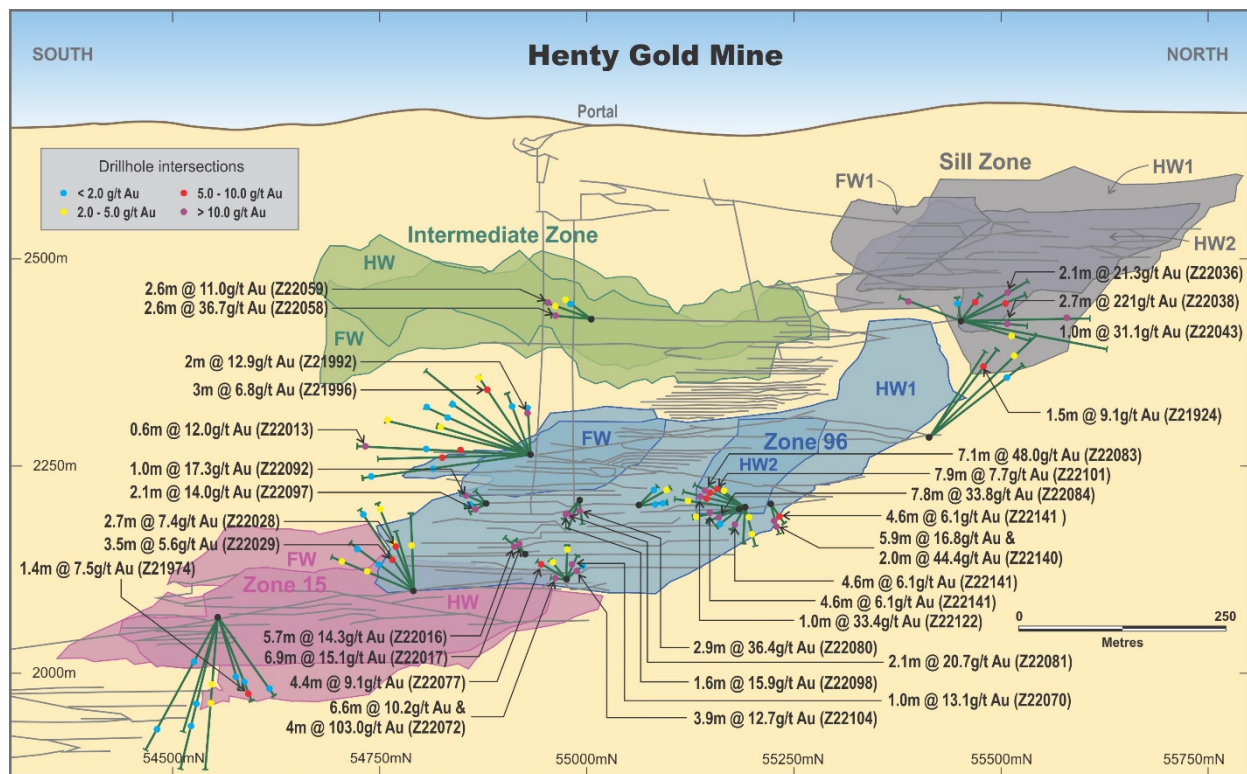 Henty Gold Mine
SOUTH
NORTH
Portal
Drillhole intersections
< 2.0 g/t Au
5.0 - 10.0 g/t Au
2.0 - 5.0 g/t Au
> 10.0 g/t Au
Sill Zone
HW1
FW1
HW2
Intermediate Zone
HW
FW
2500m
2250m
2000m
2.6m @ 11.0g/t Au (Z22059)
2.6m @ 36.7g/t Au (Z22058)
2.1m @ 21.3g/t Au (Z22036)
2.7m @ 221g/t Au (Z22038)
1.0m @ 31.1g/t Au (Z22043)
2m @ 12.9g/t Au (Z21992)
3m @ 6.8g/t Au (Z21996)
HW1
1.5m @ 9.1g/t Au (Z21924)
0.6m @ 12.0g/t Au (Z22013)
FW
Zone 96
HW2
1.0m @ 17.3g/t Au (Z22092)
2.1m @ 14.0g/t Au (Z22097)
7.1m @ 48.0g/t Au (Z22083)
7.9m @ 7.7g/t Au (Z22101)
7.8m @ 33.8g/t Au (Z22084)
4.6m @ 6.1g/t Au (Z22141 )
5.9m @ 16.8g/t Au &
2.0m @ 44.4g/t Au (Z22140)
2.7m @ 7.4g/t Au (Z22028)
3.5m @ 5.6g/t Au (Z22029)
1.4m @ 7.5g/t Au (Z21974)
FW
Zone 15
HW
4.6m @ 6.1g/t Au (Z22141)
4.6m @ 6.1g/t Au (Z22141)
1.0m @ 33.4g/t Au (Z22122)
0
250
Metres
5.7m @ 14.3g/t Au (Z22016)
6.9m @ 15.1g/t Au (Z22017)
4.4m @ 9.1g/t Au (Z22077)
6.6m @ 10.2g/t Au &
4m @ 103.0g/t Au (Z22072)
2.9m @ 36.4g/t Au (Z22080)
2.1m @ 20.7g/t Au (Z22081)
1.6m @ 15.9g/t Au (Z22098)
1.0m @ 13.1g/t Au (Z22070)
3.9m @ 12.7g/t Au (Z22104)
54500mN
54750mN
55000mN
55250mN
55500mN
55750mN